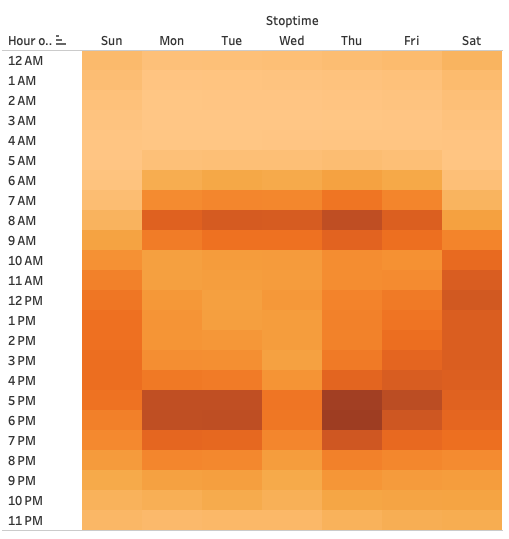 Stoptime
Hour o.. Sun Mon Tue Wed Thu Fri Sat
12 AM
1 AM
2 AM
3 AM
4 AM
5 AM
6 AM
7 AM
8 AM
9 AM
10 AM
11 AM
12 PM
1 PM
2 PM
3 PM
4 PM
5 PM
6 PM
7 PM
8 PM
9 PM
10 PM
11 PM